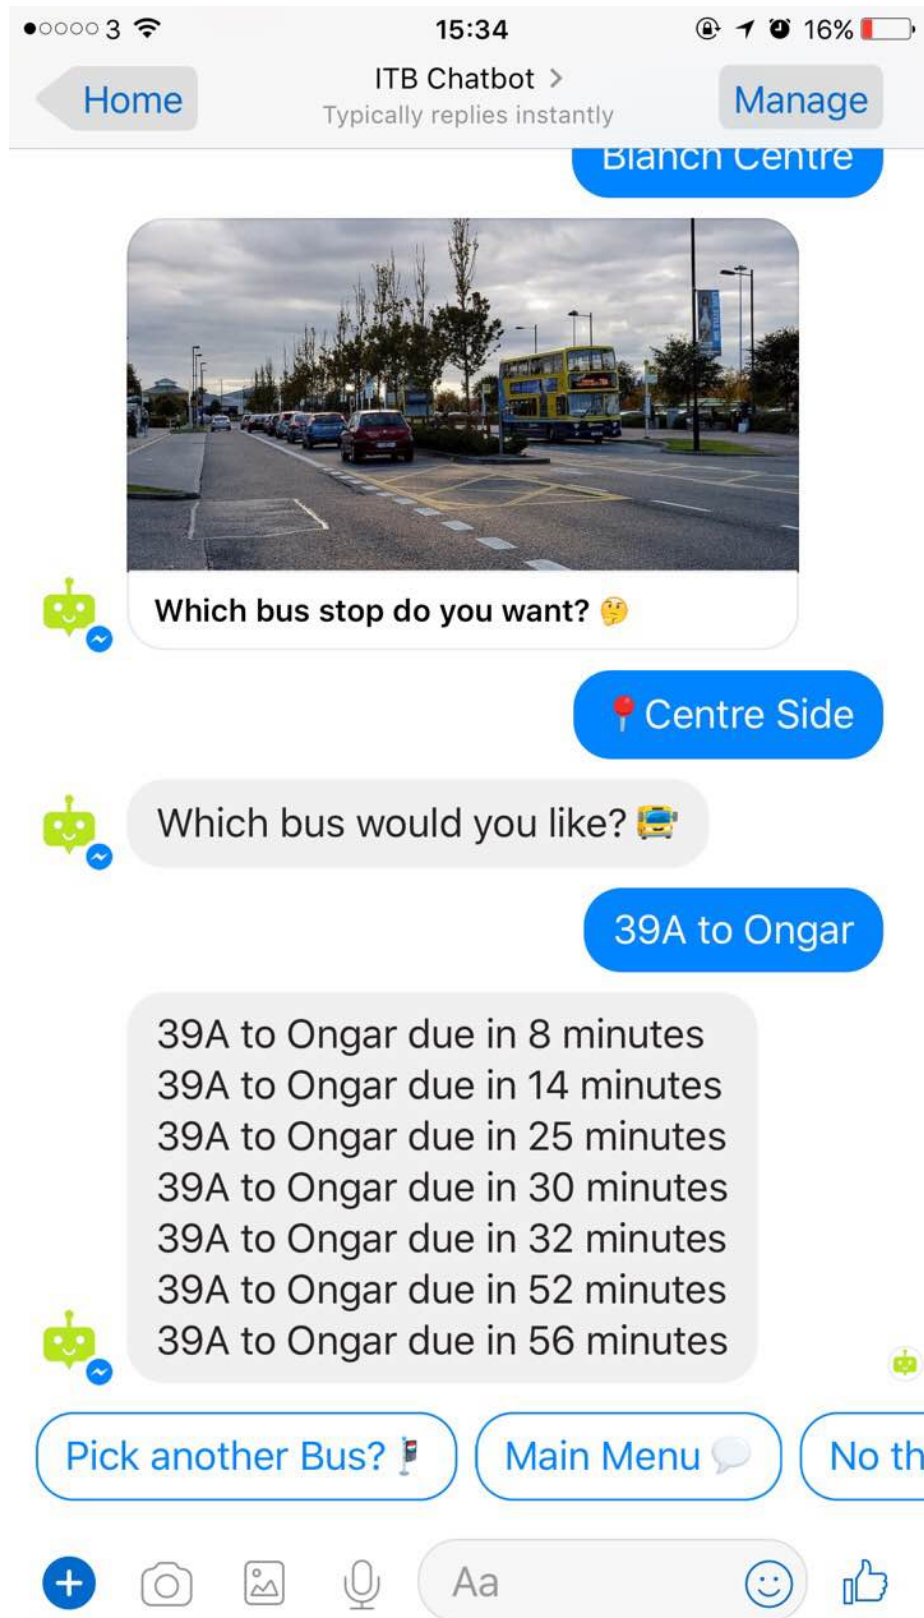 3 15:34 16%
Home ITB Chatbot > Manage
Typically replies instantly
Blanch Centre
Which bus stop do you want? 🤔
📍Centre Side
Which bus would you like? 🚍
39A to Ongar
39A to Ongar due in 8 minutes
39A to Ongar due in 14 minutes
39A to Ongar due in 25 minutes
39A to Ongar due in 30 minutes
39A to Ongar due in 32 minutes
39A to Ongar due in 52 minutes
39A to Ongar due in 56 minutes
Pick another Bus? 🚏 Main Menu 💬 No th
Aa